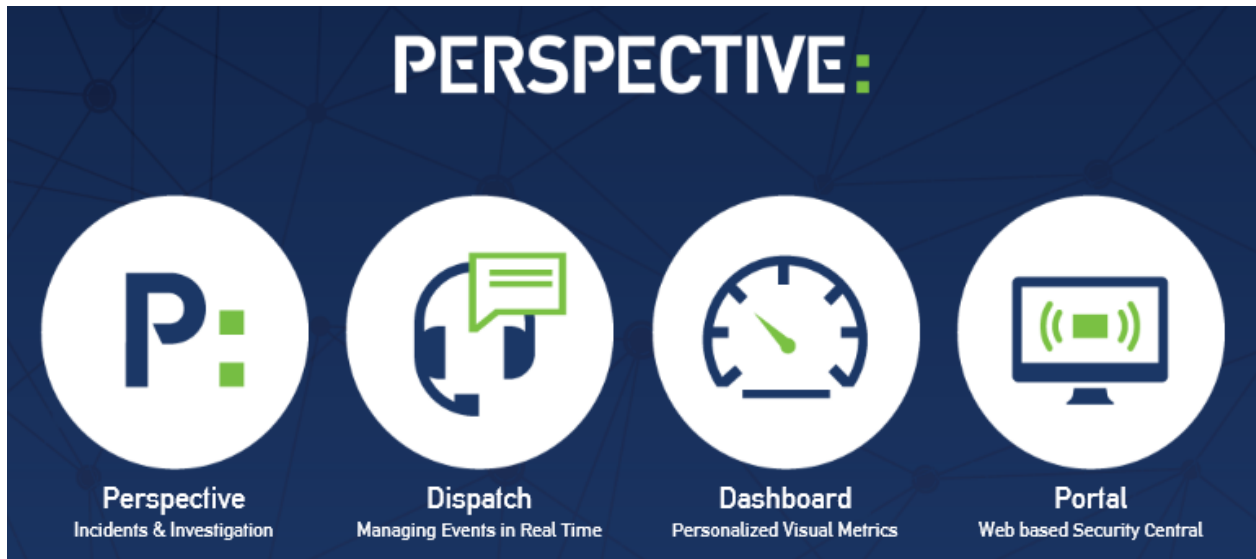 PERSPECTIVE:
P:
Perspective
Incidents & Investigation
Dispatch
Managing Events in Real Time
Dashboard
Personalized Visual Metrics
Portal
Web based Security Central